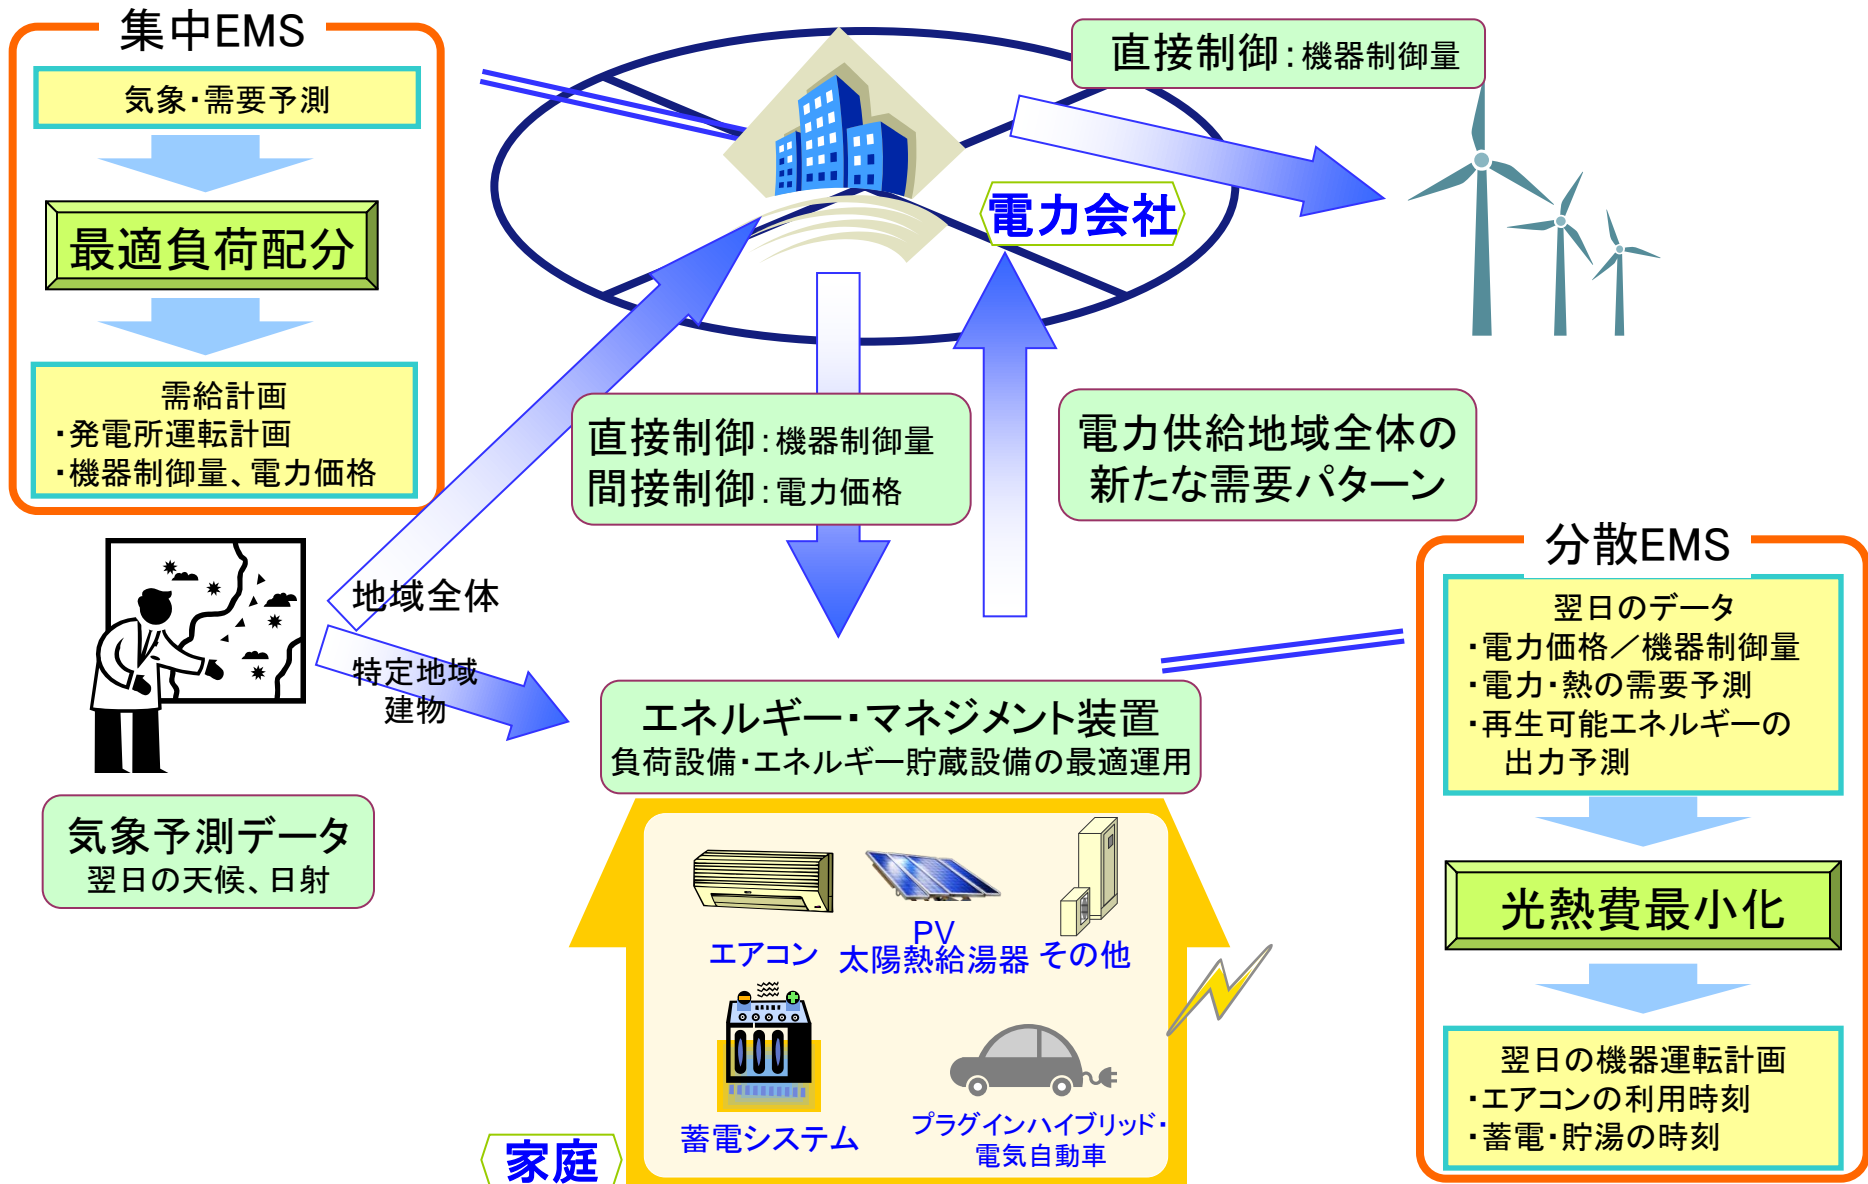 集中EMS
気象・需要予測
最適負荷配分
需給計画
・発電所運転計画
・機器制御量、電力価格
直接制御：機器制御量
電力会社
直接制御：機器制御量
間接制御：電力価格
電力供給地域全体の
新たな需要パターン
地域全体
特定地域
建物
気象予測データ
翌日の天候、日射
エネルギー・マネジメント装置
負荷設備・エネルギー貯蔵設備の最適運用
エアコン
PV
太陽熱給湯器
その他
蓄電システム
プラグインハイブリッド・
電気自動車
家庭
分散EMS
翌日のデータ
・電力価格／機器制御量
・電力・熱の需要予測
・再生可能エネルギーの
出力予測
光熱費最小化
翌日の機器運転計画
・エアコンの利用時刻
・蓄電・貯湯の時刻